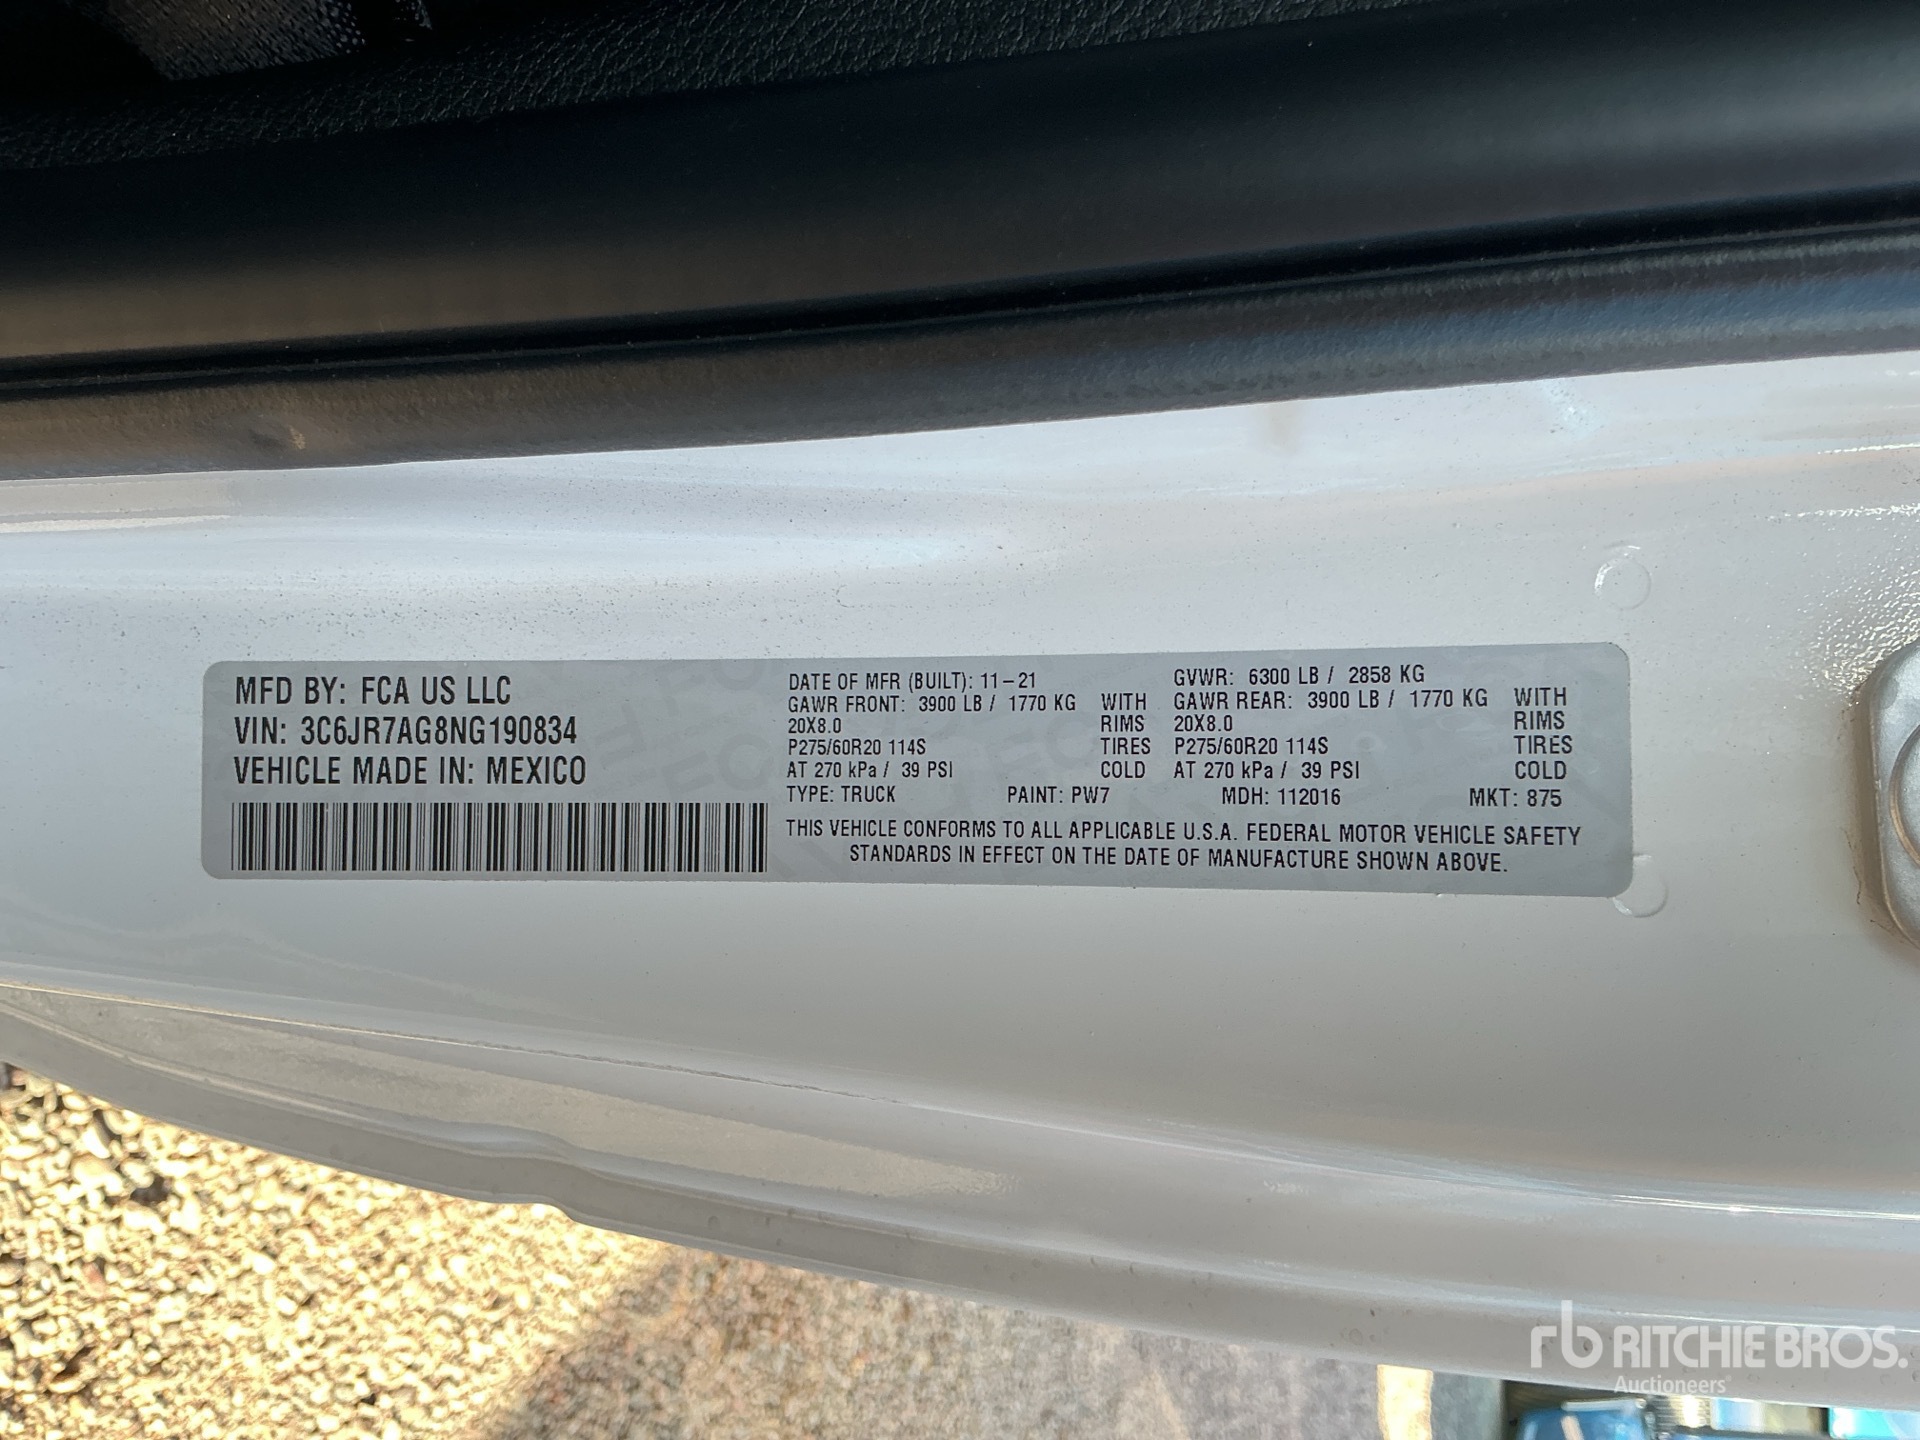 MFD BY: FCA US LLC
VIN: 3C6JR7AG8NG190834
VEHICLE MADE IN: MEXICO
DATE OF MFR (BUILT): 11-21 GVWR: 6300 LB / 2858 KG
GAWR FRONT: 3900 LB / 1770 KG WITH GAWR REAR: 3900 LB / 1770 KG WITH
20X8.0 RIMS 20X8.0 RIMS
P275/60R20 114S TIRES P275/60R20 114S TIRES
AT 270 kPa / 39 PSI COLD AT 270 kPa / 39 PSI COLD
TYPE: TRUCK PAINT: PW7 MDH: 112016 MKT: 875
THIS VEHICLE CONFORMS TO ALL APPLICABLE U.S.A. FEDERAL MOTOR VEHICLE SAFETY
STANDARDS IN EFFECT ON THE DATE OF MANUFACTURE SHOWN ABOVE.
rb RITCHIE BROS.
Auctioneers